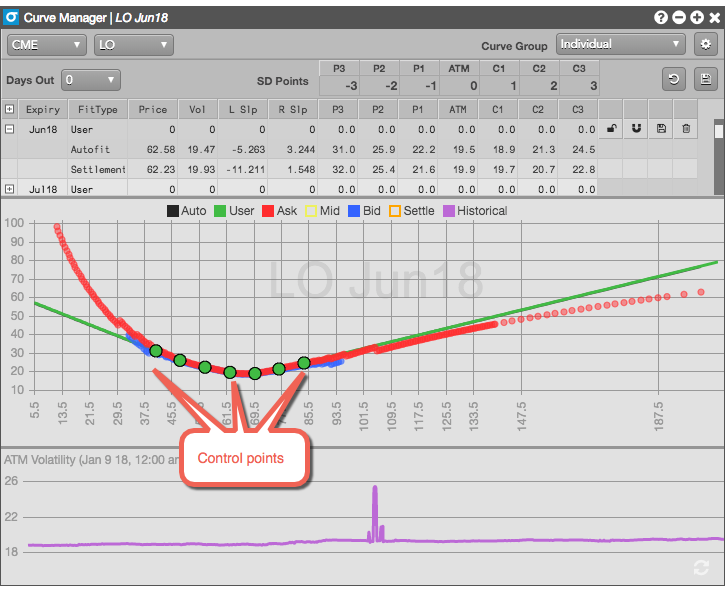 Curve Manager | LO Jun18
CME LO Curve Group Individual
Days Out 0 SD Points P3 P2 P1 ATM C1 C2 C3
-3 -2 -1 0 1 2 3
Expiry FitType Price Vol L Slp R Slp P3 P2 P1 ATM C1 C2 C3
Jun18 User 0 0 0 0 0.0 0.0 0.0 0.0 0.0 0.0 0.0
Autofit 62.58 19.47 -5.263 3.244 31.0 25.9 22.2 19.5 18.9 21.3 24.5
Settlement 62.23 19.93 -11.211 1.548 32.0 25.4 21.6 19.9 19.7 20.7 22.8
Jul18 User 0 0 0 0 0.0 0.0 0.0 0.0 0.0 0.0 0.0
Auto User Ask Mid Bid Settle Historical
LO Jun18
100
90
80
70
60
50
40
30
20
10
5.5 13.5 21.5 29.5 37.5 45.5 61.5 69.5 85.5 93.5 101.5 109.5 117.5 125.5 133.5 147.5 187.5
Control points
ATM Volatility (Jan 9 18, 12:00 am
26
22
18